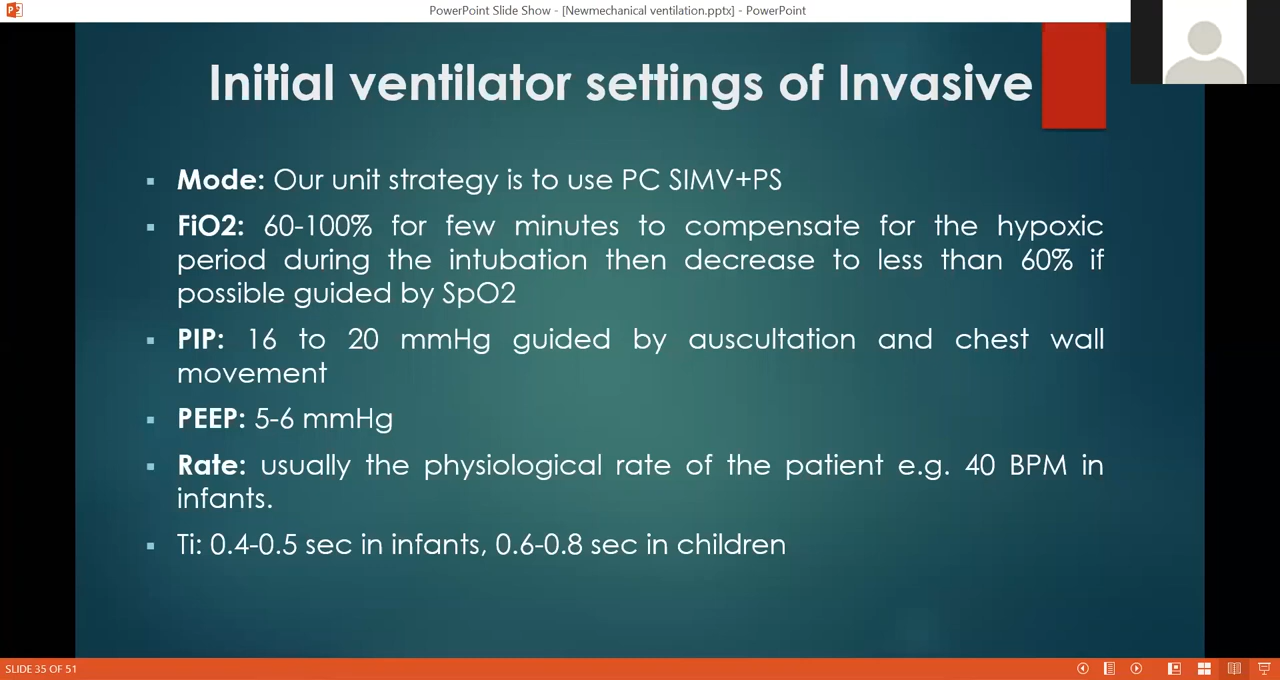 PowerPoint Slide Show - [Newmechanical ventilation.pptx] - PowerPoint
Initial ventilator settings of Invasive
▪ Mode: Our unit strategy is to use PC SIMV+PS
▪ FiO2: 60-100% for few minutes to compensate for the hypoxic
period during the intubation then decrease to less than 60% if
possible guided by SpO2
▪ PIP: 16 to 20 mmHg guided by auscultation and chest wall
movement
▪ PEEP: 5-6 mmHg
▪ Rate: usually the physiological rate of the patient e.g. 40 BPM in
infants.
▪ Ti: 0.4-0.5 sec in infants, 0.6-0.8 sec in children
SLIDE 35 OF 51